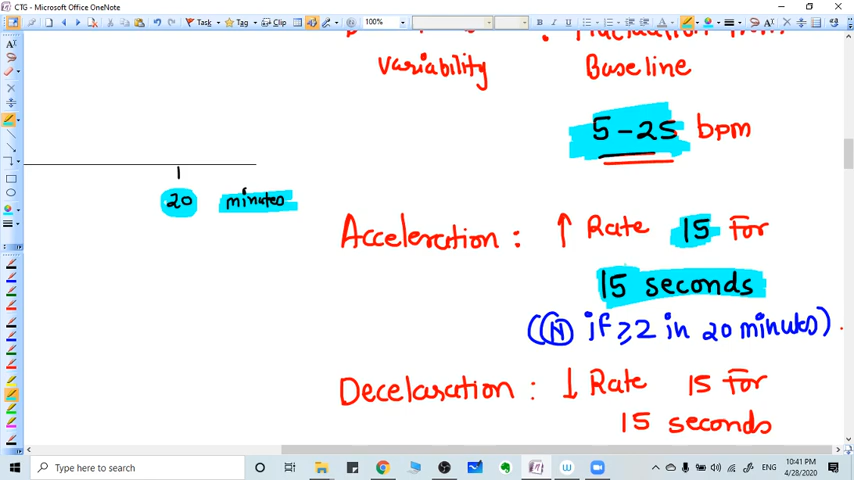 CTG - Microsoft Office OneNote
Task
Tag
Clip
100%
B I U
Fluctuation from
variability
Baseline
5-25 bpm
20 minutes
Acceleration : ↑ Rate 15 For
15 seconds
((N) if ≥2 in 20 minutes)
Decelaration : ↓ Rate 15 For
15 seconds
Type here to search
ENG
10:41 PM
4/28/2020